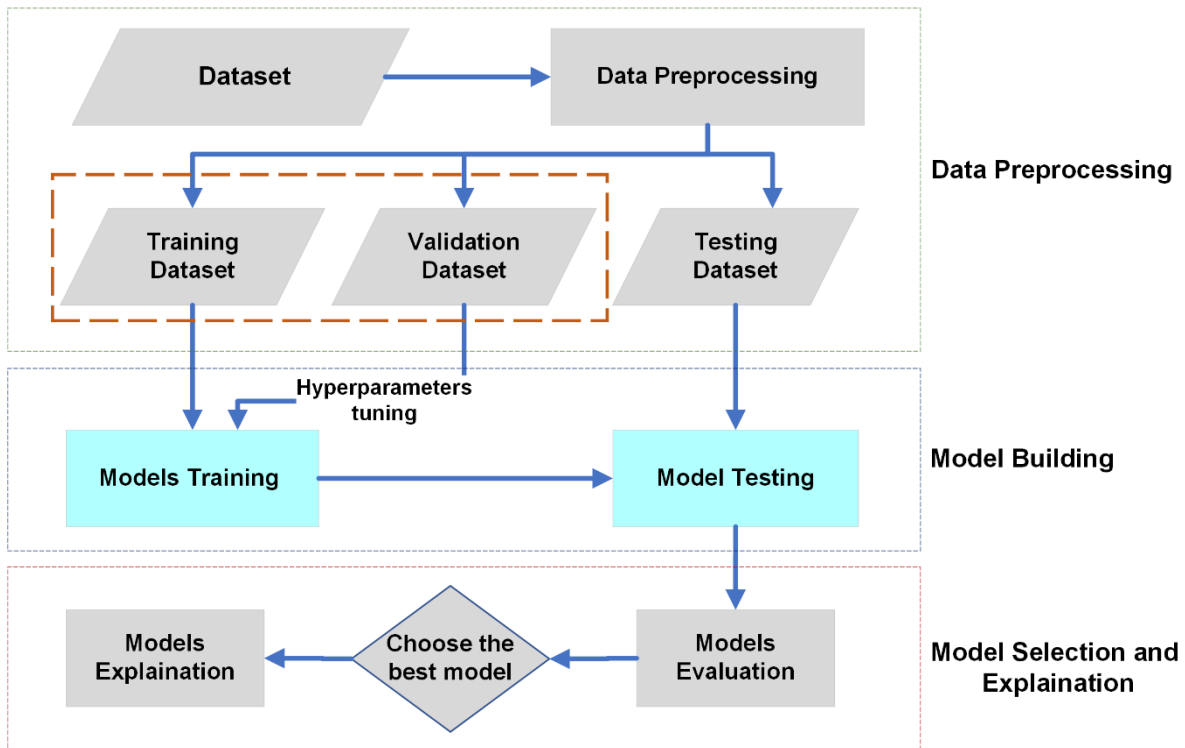 Dataset
Data Preprocessing
Data Preprocessing
Training
Dataset
Validation
Dataset
Testing
Dataset
Hyperparameters
tuning
Models Training
Model Testing
Model Building
Models
Explaination
Choose the
best model
Models
Evaluation
Model Selection and
Explaination